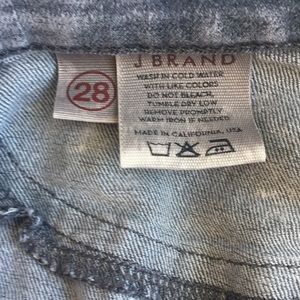 28
J BRAND
WASH IN COLD WATER
WITH LIKE COLORS
DO NOT BLEACH,
TUMBLE DRY LOW
REMOVE PROMPTLY
WARM IRON IF NEEDED
MADE IN CALIFORNIA, USA